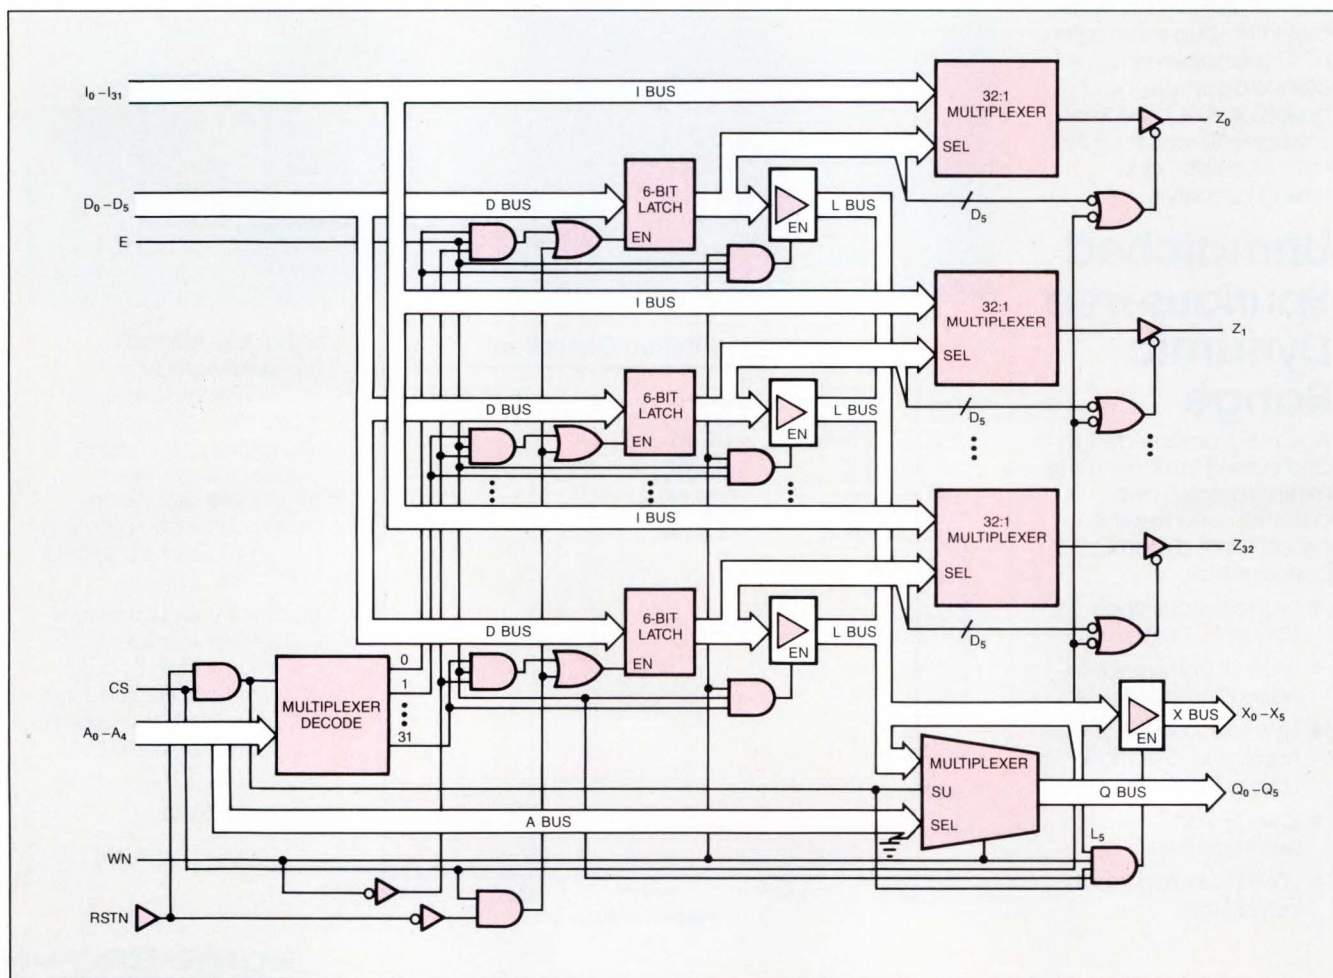 I₀–I₃₁
I BUS
32:1
MULTIPLEXER
SEL
Z₀
D₀–D₅
D BUS
6-BIT
LATCH
EN
EN
L BUS
D₅
E
I BUS
32:1
MULTIPLEXER
SEL
Z₁
D BUS
6-BIT
LATCH
EN
EN
L BUS
D₅
I BUS
32:1
MULTIPLEXER
SEL
Z₃₂
D BUS
6-BIT
LATCH
EN
EN
L BUS
D₅
CS
A₀–A₄
MULTIPLEXER
DECODE
0
1
31
EN
X BUS
X₀–X₅
MULTIPLEXER
SU
SEL
Q BUS
Q₀–Q₅
A BUS
L₅
WN
RSTN